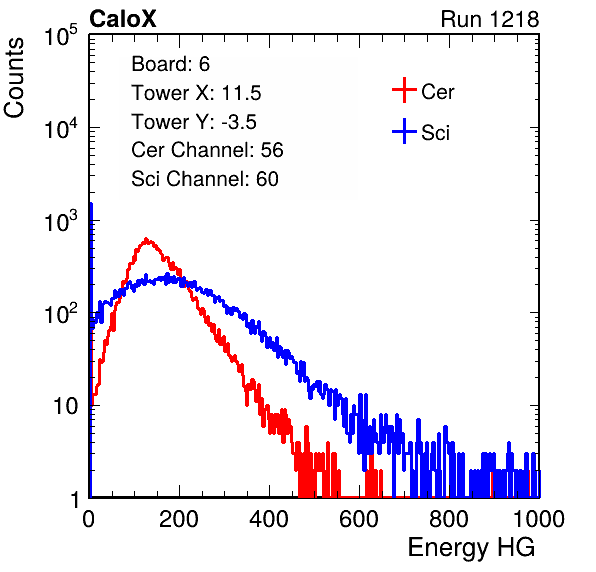 CaloX Run 1218
Board: 6
Tower X: 11.5
Tower Y: -3.5
Cer Channel: 56
Sci Channel: 60
Cer
Sci
Counts
10^5
10^4
10^3
10^2
10
1
0 200 400 600 800 1000
Energy HG